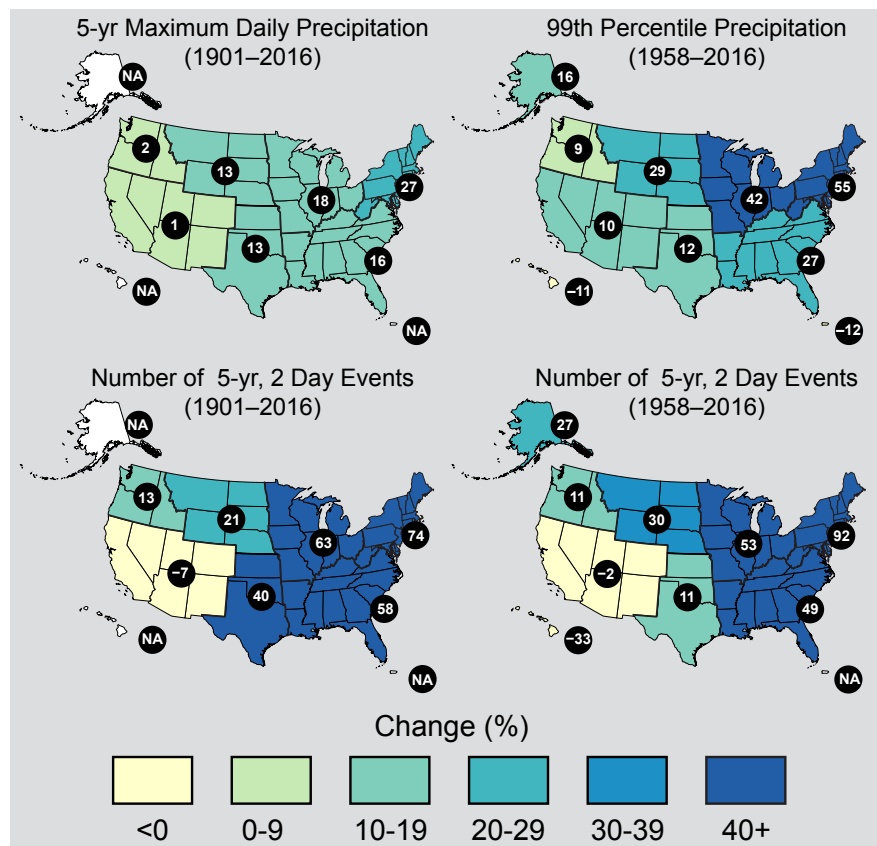 5-yr Maximum Daily Precipitation
(1901–2016)
NA
2
13
18
27
1
13
16
NA
NA
99th Percentile Precipitation
(1958–2016)
16
9
29
42
55
10
12
27
–11
–12
Number of 5-yr, 2 Day Events
(1901–2016)
NA
13
21
63
74
–7
40
58
NA
NA
Number of 5-yr, 2 Day Events
(1958–2016)
27
11
30
53
92
–2
11
49
–33
NA
Change (%)
<0 0-9 10-19 20-29 30-39 40+